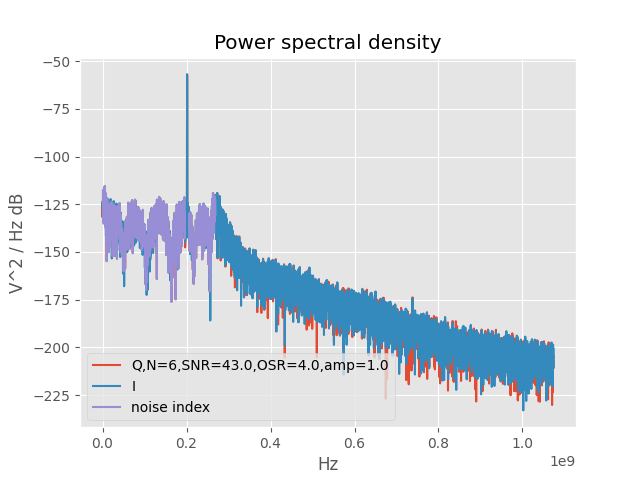 Power spectral density
V^2 / Hz dB
−50
−75
−100
−125
−150
−175
−200
−225
Q,N=6,SNR=43.0,OSR=4.0,amp=1.0
I
noise index
0.0 0.2 0.4 0.6 0.8 1.0
1e9
Hz